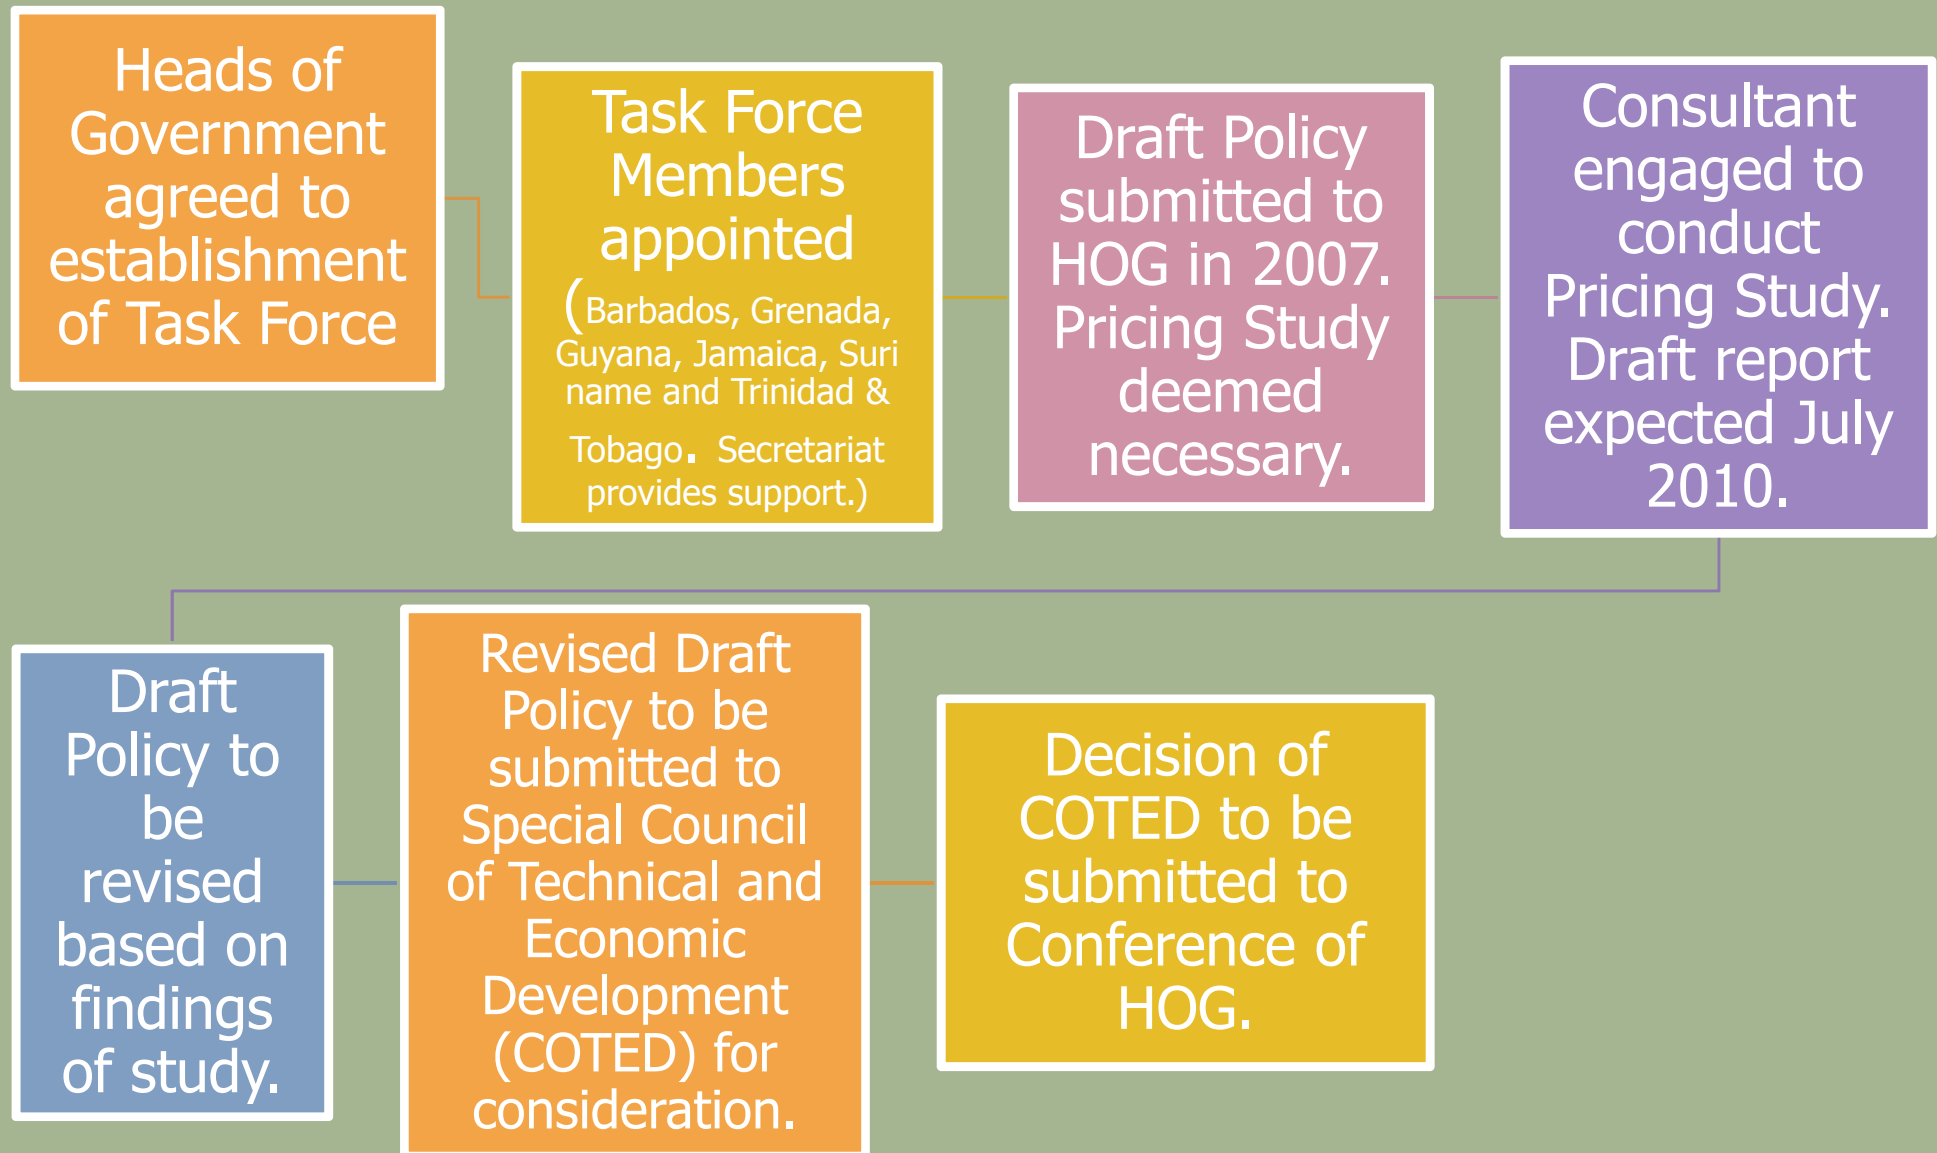 Heads of
Government
agreed to
establishment
of Task Force
Task Force
Members
appointed
(Barbados, Grenada,
Guyana, Jamaica, Suri
name and Trinidad &
Tobago. Secretariat
provides support.)
Draft Policy
submitted to
HOG in 2007.
Pricing Study
deemed
necessary.
Consultant
engaged to
conduct
Pricing Study.
Draft report
expected July
2010.
Draft
Policy to
be
revised
based on
findings
of study.
Revised Draft
Policy to be
submitted to
Special Council
of Technical and
Economic
Development
(COTED) for
consideration.
Decision of
COTED to be
submitted to
Conference of
HOG.